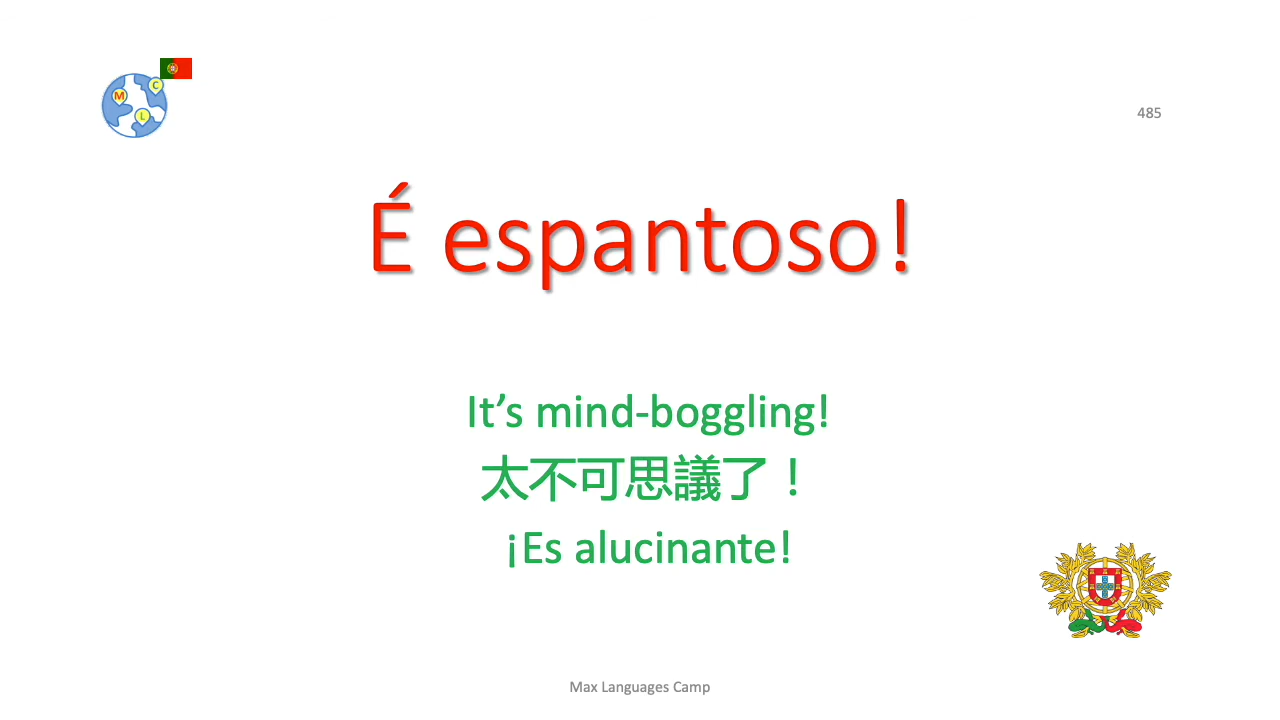 M
C
L
485
É espantoso!
It's mind-boggling!
太不可思議了！
¡Es alucinante!
Max Languages Camp